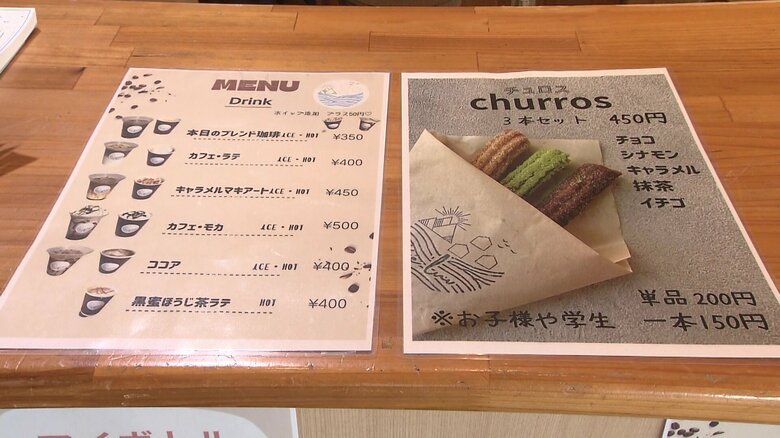 MENU
Drink
ホイップ追加 プラス50円♡
本日のブレンド珈琲 ICE・HOT ¥350
カフェ・ラテ ICE・HOT ¥400
キャラメルマキアート ICE・HOT ¥450
カフェ・モカ ICE・HOT ¥500
ココア ICE・HOT ¥400
黒蜜ほうじ茶ラテ HOT ¥400
チュロス
churros
3本セット 450円
チョコ
シナモン
キャラメル
抹茶
イチゴ
単品 200円
※お子様や学生 一本150円
マイボトル